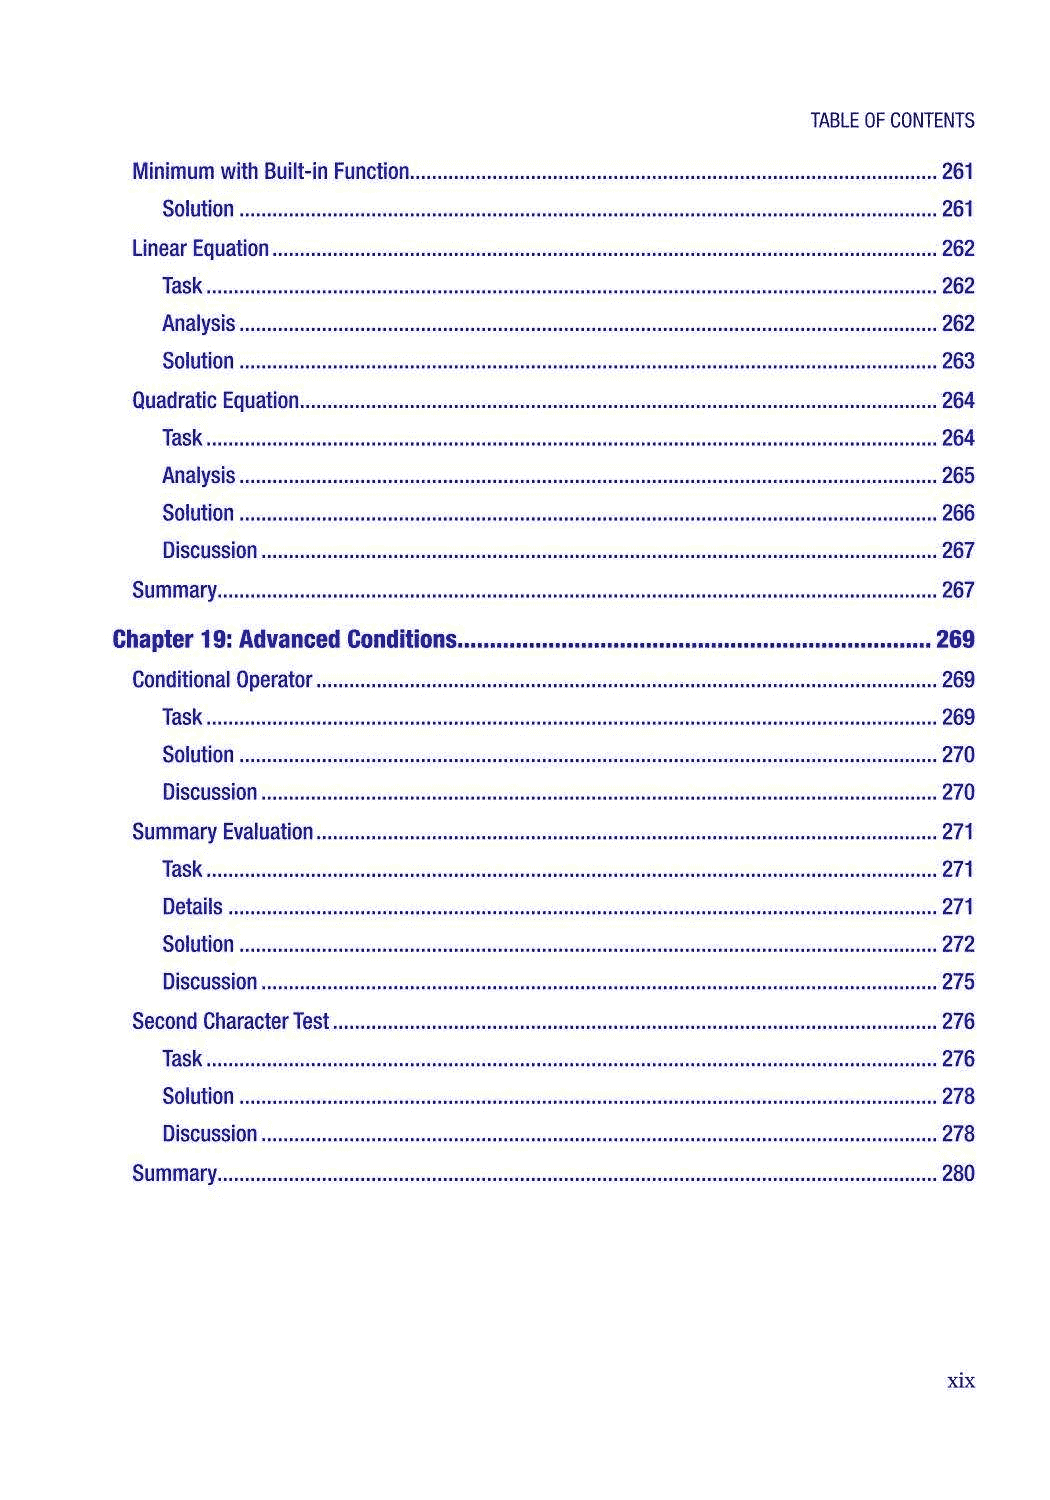 TABLE OF CONTENTS
Minimum with Built-in Function................................................................................................ 261
Solution ............................................................................................................................... 261
Linear Equation......................................................................................................................... 262
Task..................................................................................................................................... 262
Analysis............................................................................................................................... 262
Solution ............................................................................................................................... 263
Quadratic Equation.................................................................................................................... 264
Task..................................................................................................................................... 264
Analysis............................................................................................................................... 265
Solution ............................................................................................................................... 266
Discussion........................................................................................................................... 267
Summary................................................................................................................................... 267
Chapter 19: Advanced Conditions......................................................................... 269
Conditional Operator................................................................................................................. 269
Task..................................................................................................................................... 269
Solution ............................................................................................................................... 270
Discussion........................................................................................................................... 270
Summary Evaluation................................................................................................................. 271
Task..................................................................................................................................... 271
Details ................................................................................................................................. 271
Solution ............................................................................................................................... 272
Discussion........................................................................................................................... 275
Second Character Test.............................................................................................................. 276
Task..................................................................................................................................... 276
Solution ............................................................................................................................... 278
Discussion........................................................................................................................... 278
Summary................................................................................................................................... 280
xix